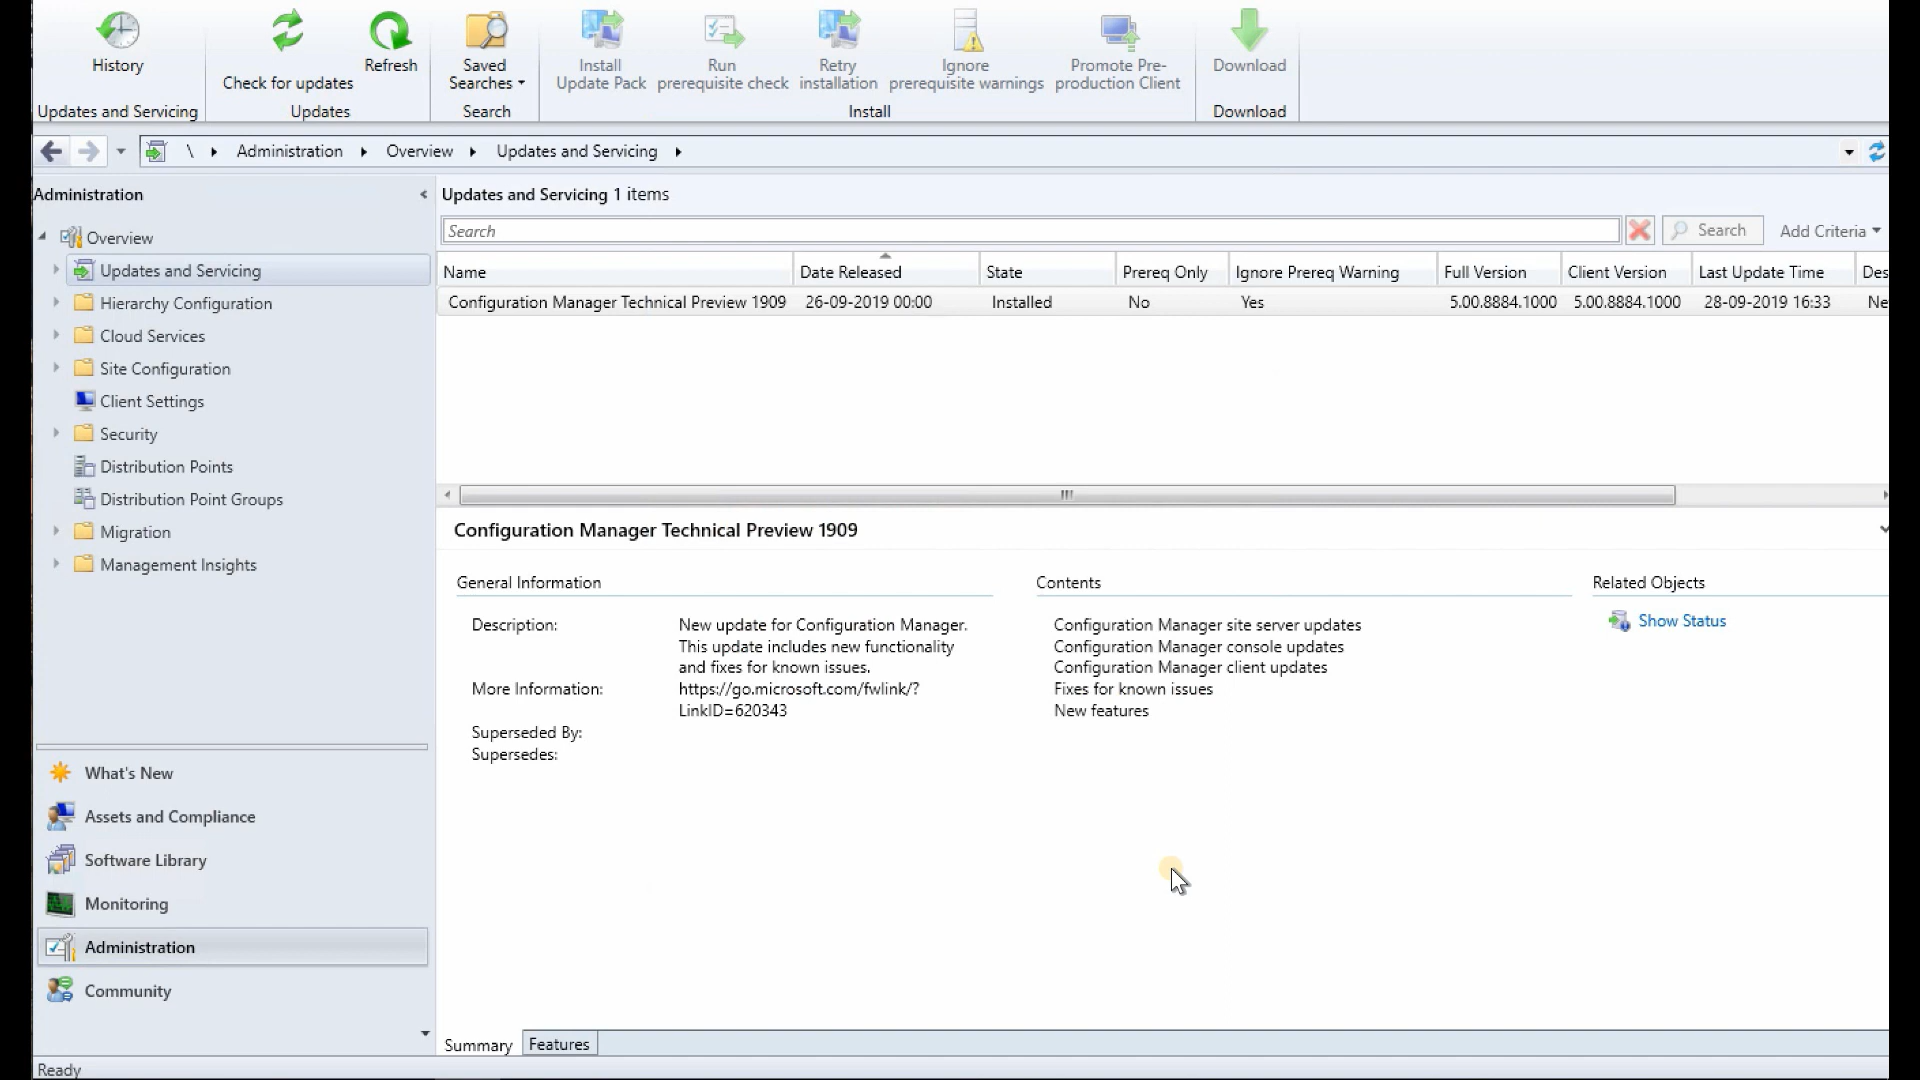 History
Check for updates
Refresh
Saved
Searches
Install
Update Pack
Run
prerequisite check
Retry
installation
Ignore
prerequisite warnings
Promote Pre-
production Client
Download
Updates and Servicing
Updates
Search
Install
Download
\ Administration Overview Updates and Servicing
Administration
Overview
Updates and Servicing
Hierarchy Configuration
Cloud Services
Site Configuration
Client Settings
Security
Distribution Points
Distribution Point Groups
Migration
Management Insights
What's New
Assets and Compliance
Software Library
Monitoring
Administration
Community
Updates and Servicing 1 items
Search Search Add Criteria
Name Date Released State Prereq Only Ignore Prereq Warning Full Version Client Version Last Update Time Des
Configuration Manager Technical Preview 1909 26-09-2019 00:00 Installed No Yes 5.00.8884.1000 5.00.8884.1000 28-09-2019 16:33 Ne
Configuration Manager Technical Preview 1909
General Information
Description: New update for Configuration Manager.
This update includes new functionality
and fixes for known issues.
More Information: https://go.microsoft.com/fwlink/?
LinkID=620343
Superseded By:
Supersedes:
Contents
Configuration Manager site server updates
Configuration Manager console updates
Configuration Manager client updates
Fixes for known issues
New features
Related Objects
Show Status
Summary Features
Ready